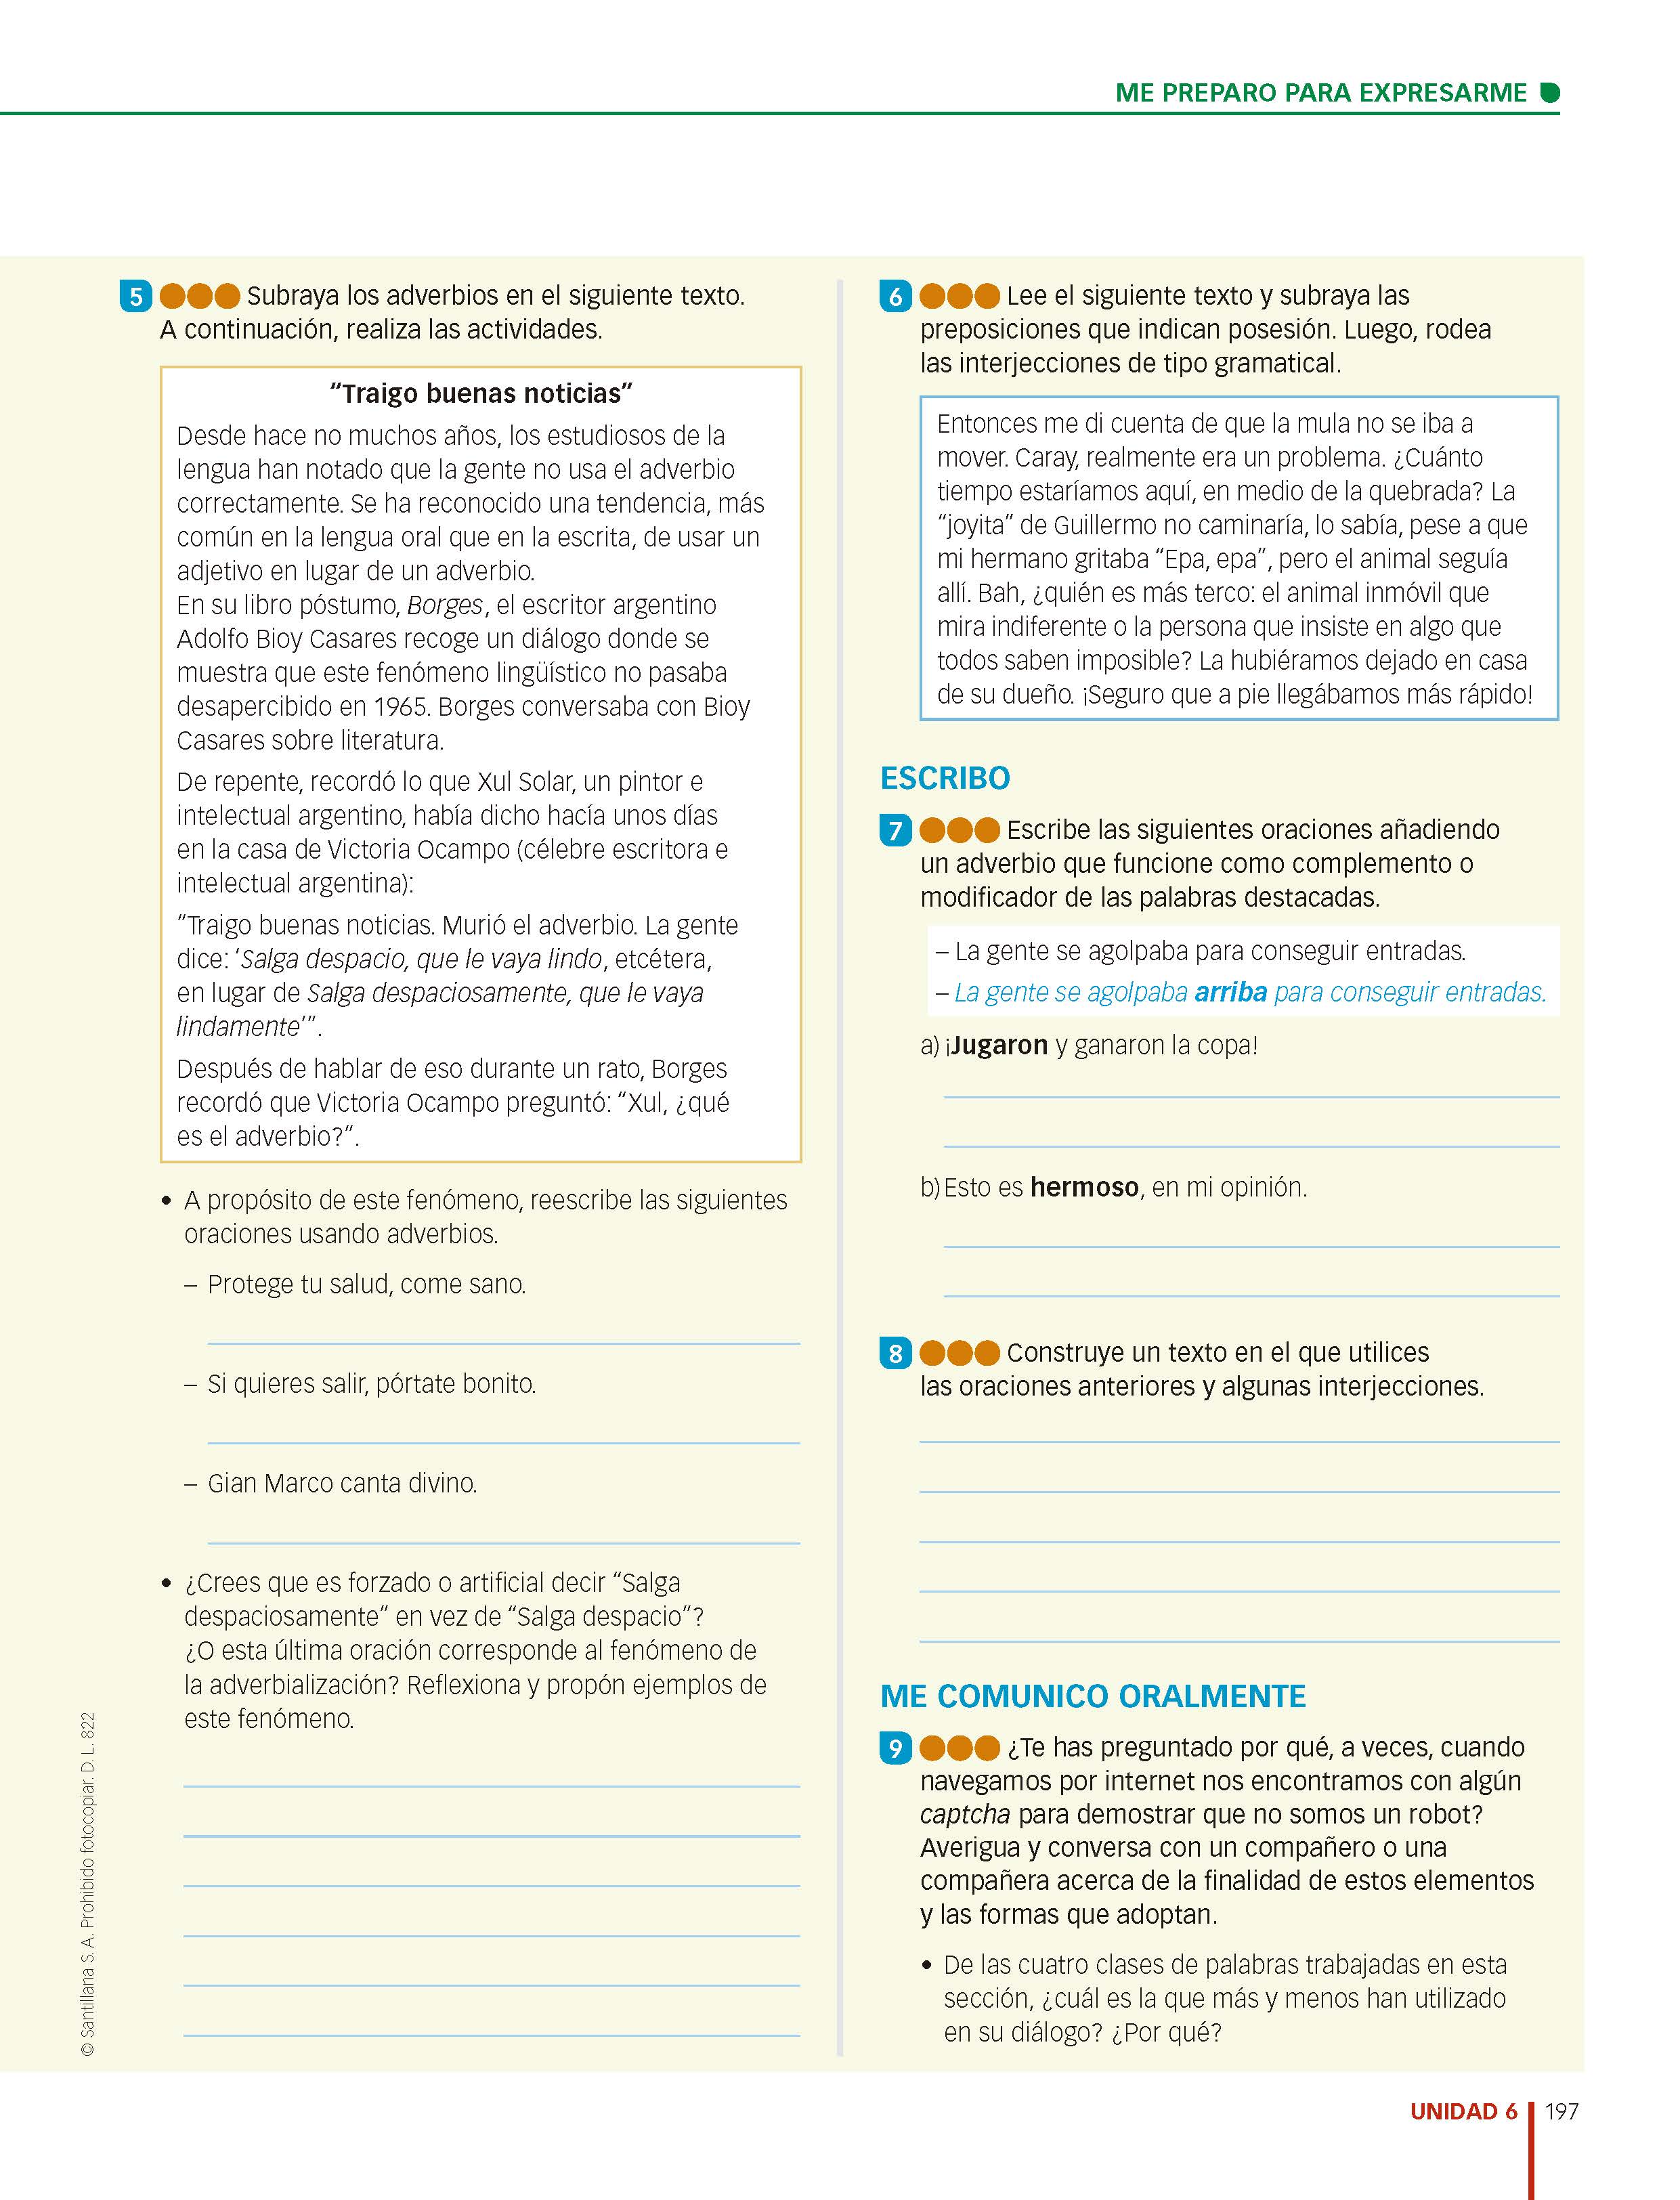 ME PREPARO PARA EXPRESARME
5 Subraya los adverbios en el siguiente texto.
A continuación, realiza las actividades.
“Traigo buenas noticias”
Desde hace no muchos años, los estudiosos de la
lengua han notado que la gente no usa el adverbio
correctamente. Se ha reconocido una tendencia, más
común en la lengua oral que en la escrita, de usar un
adjetivo en lugar de un adverbio.
En su libro póstumo, Borges, el escritor argentino
Adolfo Bioy Casares recoge un diálogo donde se
muestra que este fenómeno lingüístico no pasaba
desapercibido en 1965. Borges conversaba con Bioy
Casares sobre literatura.
De repente, recordó lo que Xul Solar, un pintor e
intelectual argentino, había dicho hacía unos días
en la casa de Victoria Ocampo (célebre escritora e
intelectual argentina):
“Traigo buenas noticias. Murió el adverbio. La gente
dice: ‘Salga despacio, que le vaya lindo, etcétera,
en lugar de Salga despaciosamente, que le vaya
lindamente’”.
Después de hablar de eso durante un rato, Borges
recordó que Victoria Ocampo preguntó: “Xul, ¿qué
es el adverbio?”.
• A propósito de este fenómeno, reescribe las siguientes
oraciones usando adverbios.
– Protege tu salud, come sano.
– Si quieres salir, pórtate bonito.
– Gian Marco canta divino.
• ¿Crees que es forzado o artificial decir “Salga
despaciosamente” en vez de “Salga despacio”?
¿O esta última oración corresponde al fenómeno de
la adverbialización? Reflexiona y propón ejemplos de
este fenómeno.
6 Lee el siguiente texto y subraya las
preposiciones que indican posesión. Luego, rodea
las interjecciones de tipo gramatical.
Entonces me di cuenta de que la mula no se iba a
mover. Caray, realmente era un problema. ¿Cuánto
tiempo estaríamos aquí, en medio de la quebrada? La
“joyita” de Guillermo no caminaría, lo sabía, pese a que
mi hermano gritaba “Epa, epa”, pero el animal seguía
allí. Bah, ¿quién es más terco: el animal inmóvil que
mira indiferente o la persona que insiste en algo que
todos saben imposible? La hubiéramos dejado en casa
de su dueño. ¡Seguro que a pie llegábamos más rápido!
ESCRIBO
7 Escribe las siguientes oraciones añadiendo
un adverbio que funcione como complemento o
modificador de las palabras destacadas.
– La gente se agolpaba para conseguir entradas.
– La gente se agolpaba arriba para conseguir entradas.
a) ¡Jugaron y ganaron la copa!
b) Esto es hermoso, en mi opinión.
8 Construye un texto en el que utilices
las oraciones anteriores y algunas interjecciones.
ME COMUNICO ORALMENTE
9 ¿Te has preguntado por qué, a veces, cuando
navegamos por internet nos encontramos con algún
captcha para demostrar que no somos un robot?
Averigua y conversa con un compañero o una
compañera acerca de la finalidad de estos elementos
y las formas que adoptan.
• De las cuatro clases de palabras trabajadas en esta
sección, ¿cuál es la que más y menos han utilizado
en su diálogo? ¿Por qué?
© Santillana S. A. Prohibido fotocopiar. D. L. 822
UNIDAD 6 197